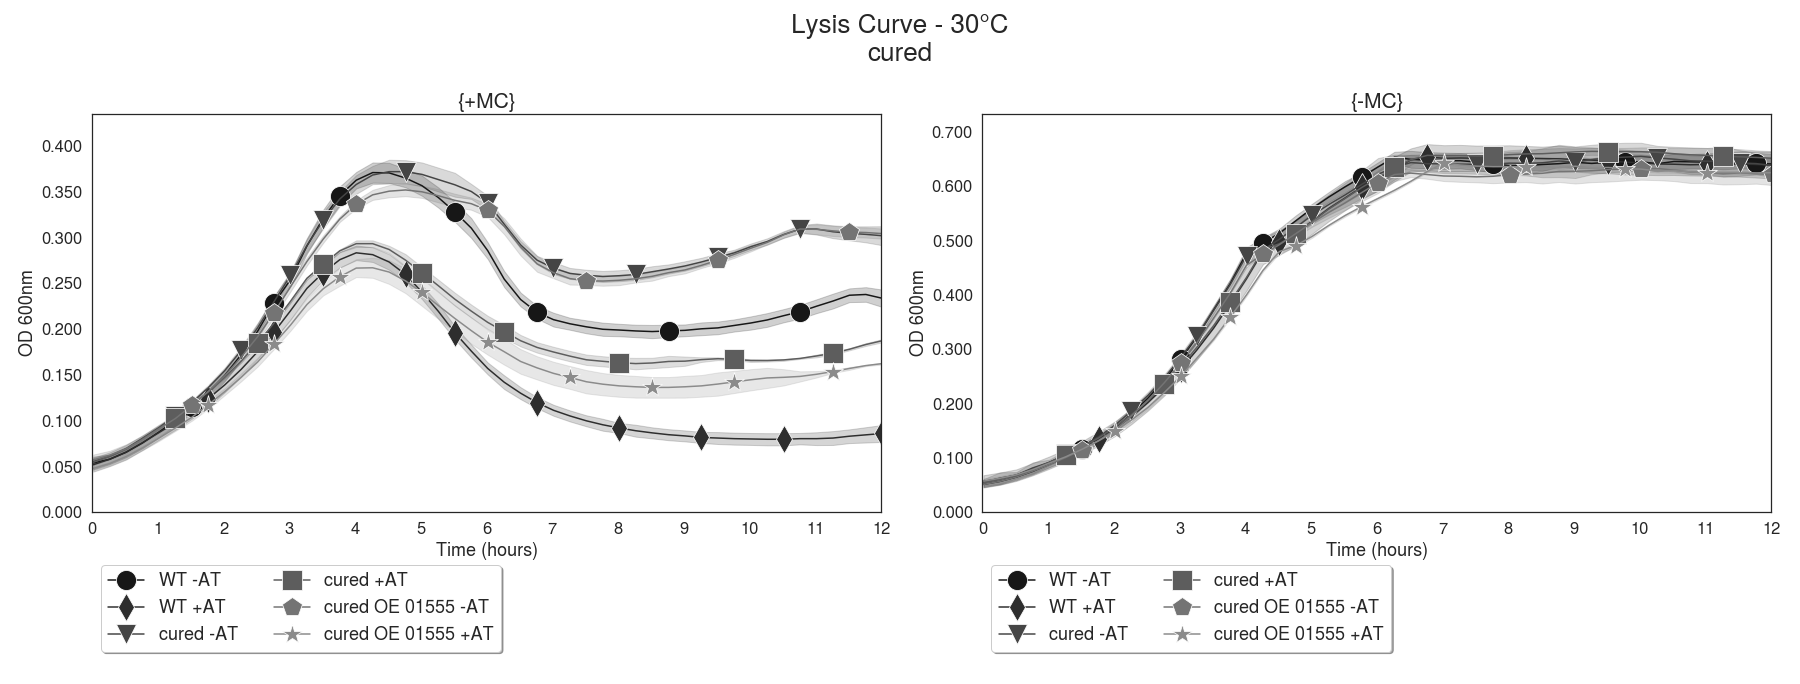 Lysis Curve - 30°C
cured
{+MC}
0.400
0.350
0.300
0.250
0.200
0.150
0.100
0.050
0.000
OD 600nm
0 1 2 3 4 5 6 7 8 9 10 11 12
Time (hours)
WT -AT
WT +AT
cured -AT
cured +AT
cured OE 01555 -AT
cured OE 01555 +AT
{-MC}
0.700
0.600
0.500
0.400
0.300
0.200
0.100
0.000
OD 600nm
0 1 2 3 4 5 6 7 8 9 10 11 12
Time (hours)
WT -AT
WT +AT
cured -AT
cured +AT
cured OE 01555 -AT
cured OE 01555 +AT